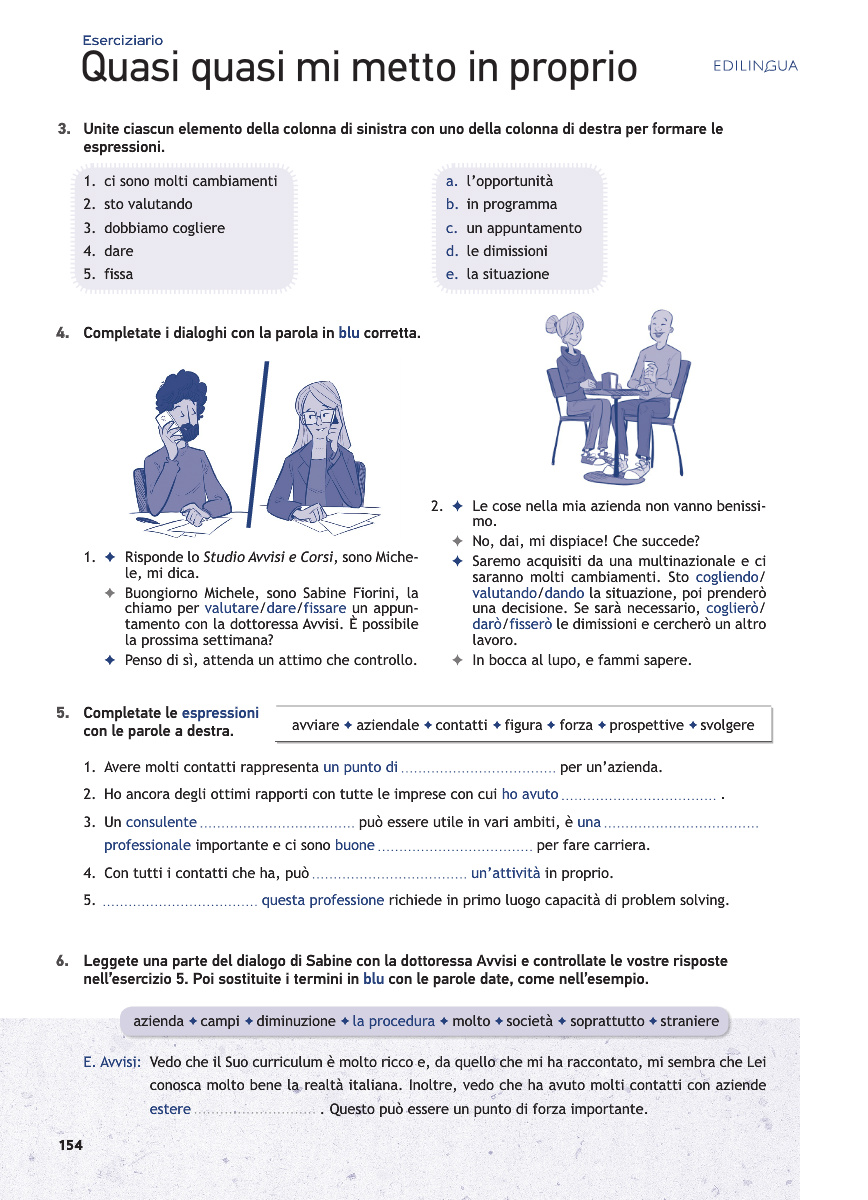 Eserciziario
Quasi quasi mi metto in proprio
EDILINGUA
3. Unite ciascun elemento della colonna di sinistra con uno della colonna di destra per formare le
espressioni.
1. ci sono molti cambiamenti
2. sto valutando
3. dobbiamo cogliere
4. dare
5. fissa
a. l'opportunità
b. in programma
c. un appuntamento
d. le dimissioni
e. la situazione
4. Completate i dialoghi con la parola in blu corretta.
1. ✦ Risponde lo Studio Avvisi e Corsi, sono Miche-
le, mi dica.
✦ Buongiorno Michele, sono Sabine Fiorini, la
chiamo per valutare/dare/fissare un appun-
tamento con la dottoressa Avvisi. È possibile
la prossima settimana?
✦ Penso di sì, attenda un attimo che controllo.
2. ✦ Le cose nella mia azienda non vanno benissi-
mo.
✦ No, dai, mi dispiace! Che succede?
✦ Saremo acquisiti da una multinazionale e ci
saranno molti cambiamenti. Sto cogliendo/
valutando/dando la situazione, poi prenderò
una decisione. Se sarà necessario, coglierò/
darò/fisserò le dimissioni e cercherò un altro
lavoro.
✦ In bocca al lupo, e fammi sapere.
5. Completate le espressioni
con le parole a destra.
avviare ✦ aziendale ✦ contatti ✦ figura ✦ forza ✦ prospettive ✦ svolgere
1. Avere molti contatti rappresenta un punto di .................................. per un'azienda.
2. Ho ancora degli ottimi rapporti con tutte le imprese con cui ho avuto .................................. .
3. Un consulente .................................. può essere utile in vari ambiti, è una ..................................
professionale importante e ci sono buone .................................. per fare carriera.
4. Con tutti i contatti che ha, può .................................. un'attività in proprio.
5. .................................. questa professione richiede in primo luogo capacità di problem solving.
6. Leggete una parte del dialogo di Sabine con la dottoressa Avvisi e controllate le vostre risposte
nell'esercizio 5. Poi sostituite i termini in blu con le parole date, come nell'esempio.
azienda ✦ campi ✦ diminuzione ✦ la procedura ✦ molto ✦ società ✦ soprattutto ✦ straniere
E. Avvisi: Vedo che il Suo curriculum è molto ricco e, da quello che mi ha raccontato, mi sembra che Lei
conosca molto bene la realtà italiana. Inoltre, vedo che ha avuto molti contatti con aziende
estere ........................... . Questo può essere un punto di forza importante.
154